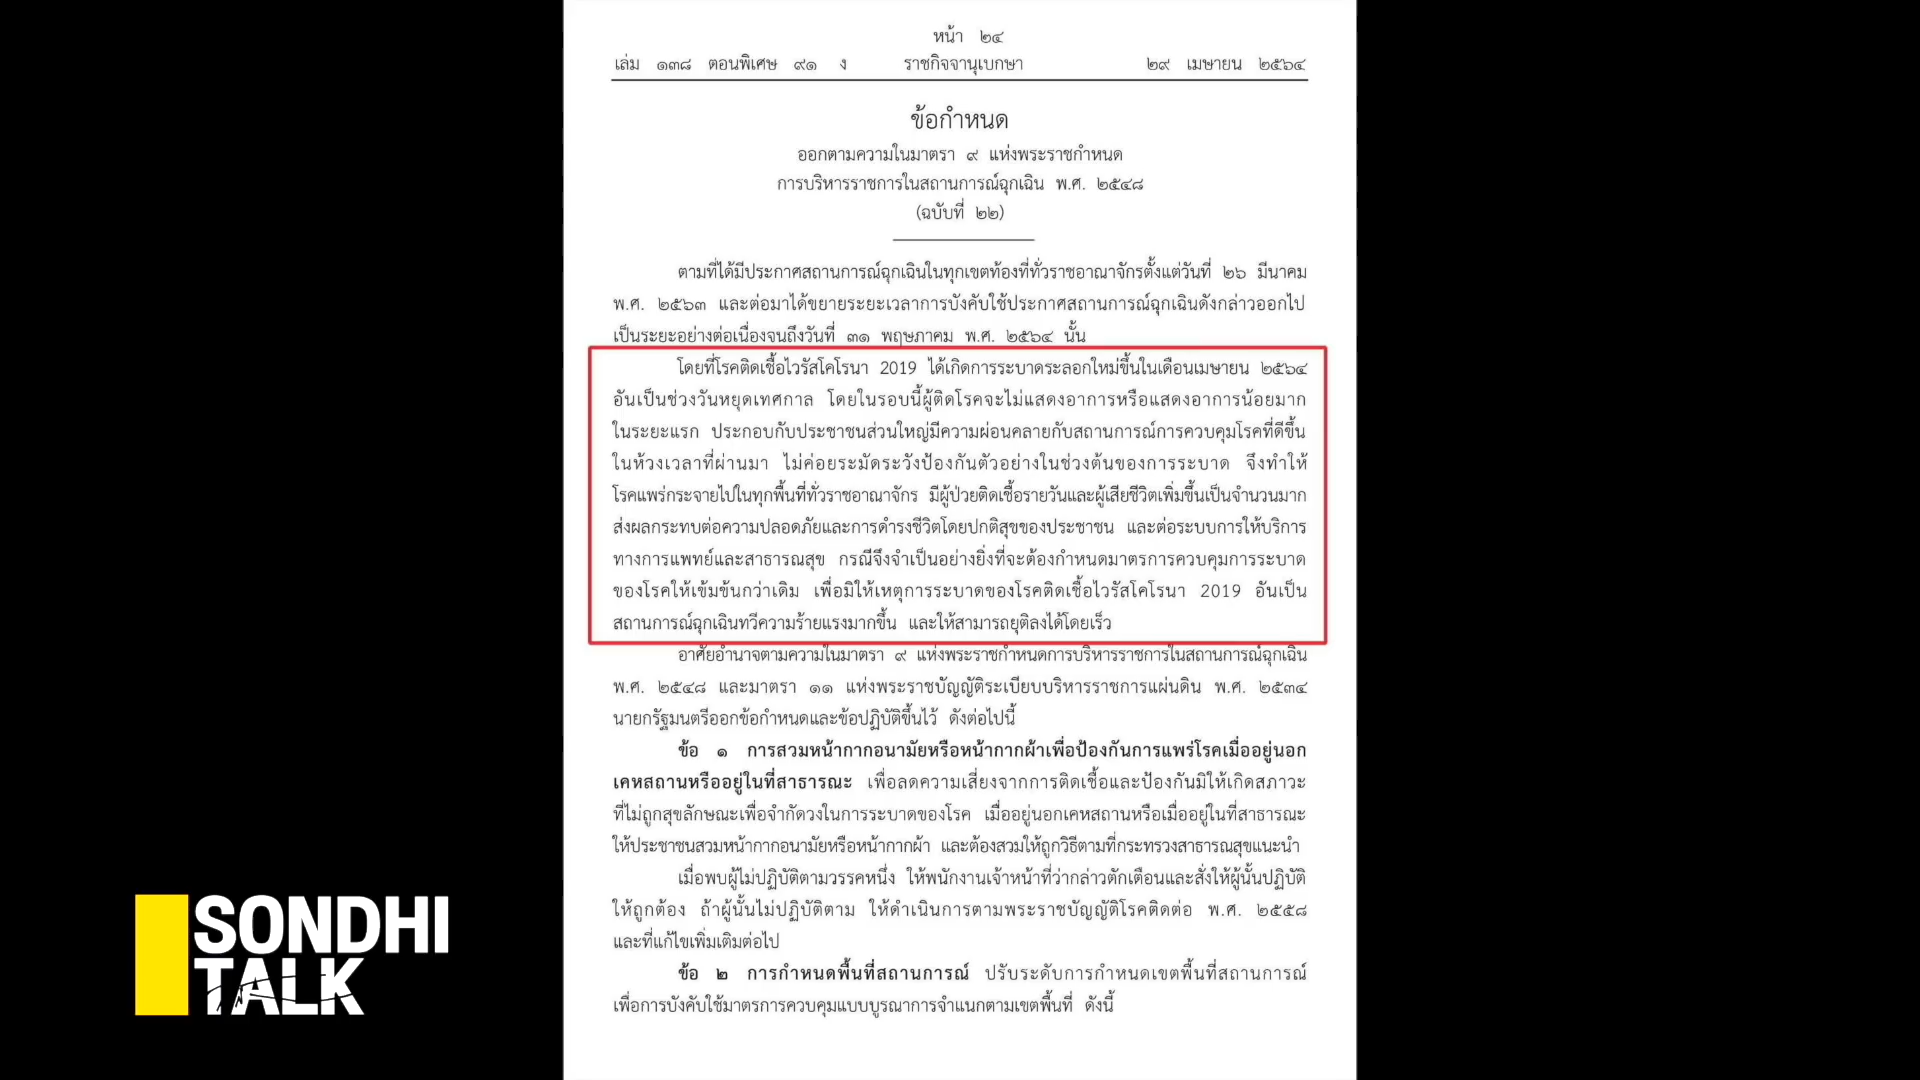 หน้า ๒๔
เล่ม ๑๓๘ ตอนพิเศษ ๙๑ ง ราชกิจจานุเบกษา ๒๙ เมษายน ๒๕๖๔
ข้อกำหนด
ออกตามความในมาตรา ๙ แห่งพระราชกำหนด
การบริหารราชการในสถานการณ์ฉุกเฉิน พ.ศ. ๒๕๔๘
(ฉบับที่ ๒๒)
ตามที่ได้มีประกาศสถานการณ์ฉุกเฉินในทุกเขตท้องที่ทั่วราชอาณาจักรตั้งแต่วันที่ ๒๖ มีนาคม
พ.ศ. ๒๕๖๓ และต่อมาได้ขยายระยะเวลาการบังคับใช้ประกาศสถานการณ์ฉุกเฉินดังกล่าวออกไป
เป็นระยะอย่างต่อเนื่องจนถึงวันที่ ๓๑ พฤษภาคม พ.ศ. ๒๕๖๔ นั้น
โดยที่โรคติดเชื้อไวรัสโคโรนา 2019 ได้เกิดการระบาดระลอกใหม่ขึ้นในเดือนเมษายน ๒๕๖๔
อันเป็นช่วงวันหยุดเทศกาล โดยในรอบนี้ผู้ติดโรคจะไม่แสดงอาการหรือแสดงอาการน้อยมาก
ในระยะแรก ประกอบกับประชาชนส่วนใหญ่มีความผ่อนคลายกับสถานการณ์การควบคุมโรคที่ดีขึ้น
ในห้วงเวลาที่ผ่านมา ไม่ค่อยระมัดระวังป้องกันตัวอย่างในช่วงต้นของการระบาด จึงทำให้
โรคแพร่กระจายไปในทุกพื้นที่ทั่วราชอาณาจักร มีผู้ป่วยติดเชื้อรายวันและผู้เสียชีวิตเพิ่มขึ้นเป็นจำนวนมาก
ส่งผลกระทบต่อความปลอดภัยและการดำรงชีวิตโดยปกติสุขของประชาชน และต่อระบบการให้บริการ
ทางการแพทย์และสาธารณสุข กรณีจึงจำเป็นอย่างยิ่งที่จะต้องกำหนดมาตรการควบคุมการระบาด
ของโรคให้เข้มข้นกว่าเดิม เพื่อมิให้เหตุการระบาดของโรคติดเชื้อไวรัสโคโรนา 2019 อันเป็น
สถานการณ์ฉุกเฉินทวีความร้ายแรงมากขึ้น และให้สามารถยุติลงได้โดยเร็ว
อาศัยอำนาจตามความในมาตรา ๙ แห่งพระราชกำหนดการบริหารราชการในสถานการณ์ฉุกเฉิน
พ.ศ. ๒๕๔๘ และมาตรา ๑๑ แห่งพระราชบัญญัติระเบียบบริหารราชการแผ่นดิน พ.ศ. ๒๕๓๔
นายกรัฐมนตรีออกข้อกำหนดและข้อปฏิบัติขึ้นไว้ ดังต่อไปนี้
ข้อ ๑ การสวมหน้ากากอนามัยหรือหน้ากากผ้าเพื่อป้องกันการแพร่โรคเมื่ออยู่นอก
เคหสถานหรืออยู่ในที่สาธารณะ เพื่อลดความเสี่ยงจากการติดเชื้อและป้องกันมิให้เกิดสภาวะ
ที่ไม่ถูกสุขลักษณะเพื่อจำกัดวงในการระบาดของโรค เมื่ออยู่นอกเคหสถานหรือเมื่ออยู่ในที่สาธารณะ
ให้ประชาชนสวมหน้ากากอนามัยหรือหน้ากากผ้า และต้องสวมให้ถูกวิธีตามที่กระทรวงสาธารณสุขแนะนำ
เมื่อพบผู้ไม่ปฏิบัติตามวรรคหนึ่ง ให้พนักงานเจ้าหน้าที่ว่ากล่าวตักเตือนและสั่งให้ผู้นั้นปฏิบัติ
ให้ถูกต้อง ถ้าผู้นั้นไม่ปฏิบัติตาม ให้ดำเนินการตามพระราชบัญญัติโรคติดต่อ พ.ศ. ๒๕๕๘
และที่แก้ไขเพิ่มเติมต่อไป
ข้อ ๒ การกำหนดพื้นที่สถานการณ์ ปรับระดับการกำหนดเขตพื้นที่สถานการณ์
เพื่อการบังคับใช้มาตรการควบคุมแบบบูรณาการจำแนกตามเขตพื้นที่ ดังนี้
SONDHI
TALK